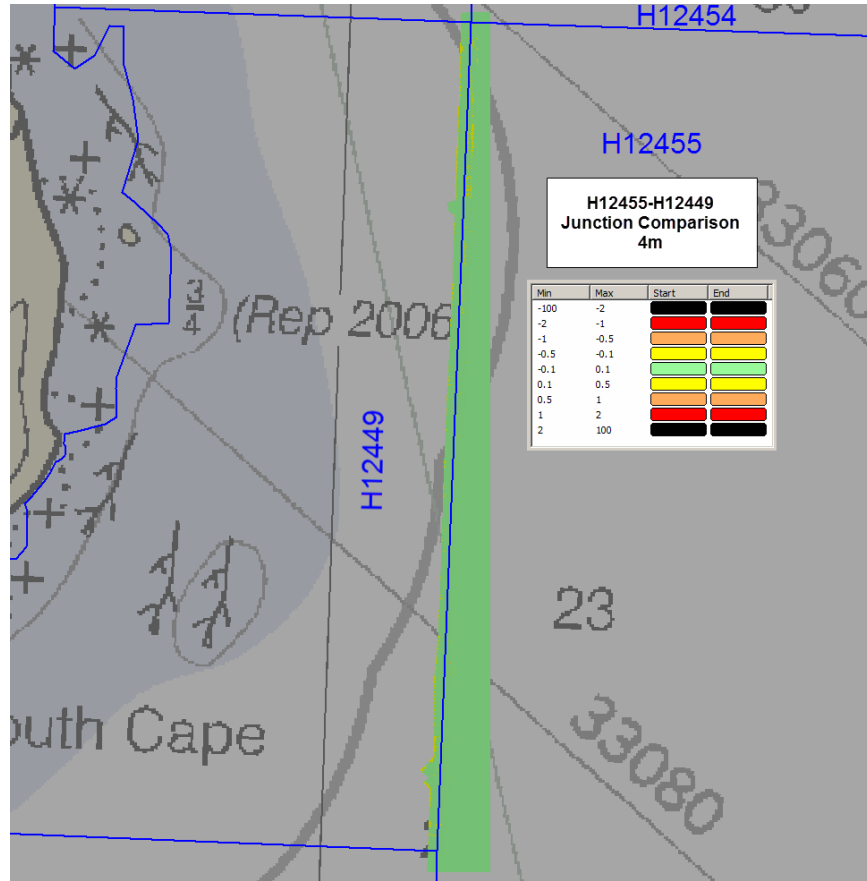 H12454
H12455
H12455-H12449
Junction Comparison
4m
33060
Min Max Start End
-100 -2
-2 -1
-1 -0.5
-0.5 -0.1
-0.1 0.1
0.1 0.5
0.5 1
1 2
2 100
3/4 (Rep 2006
H12449
23
outh Cape
33080